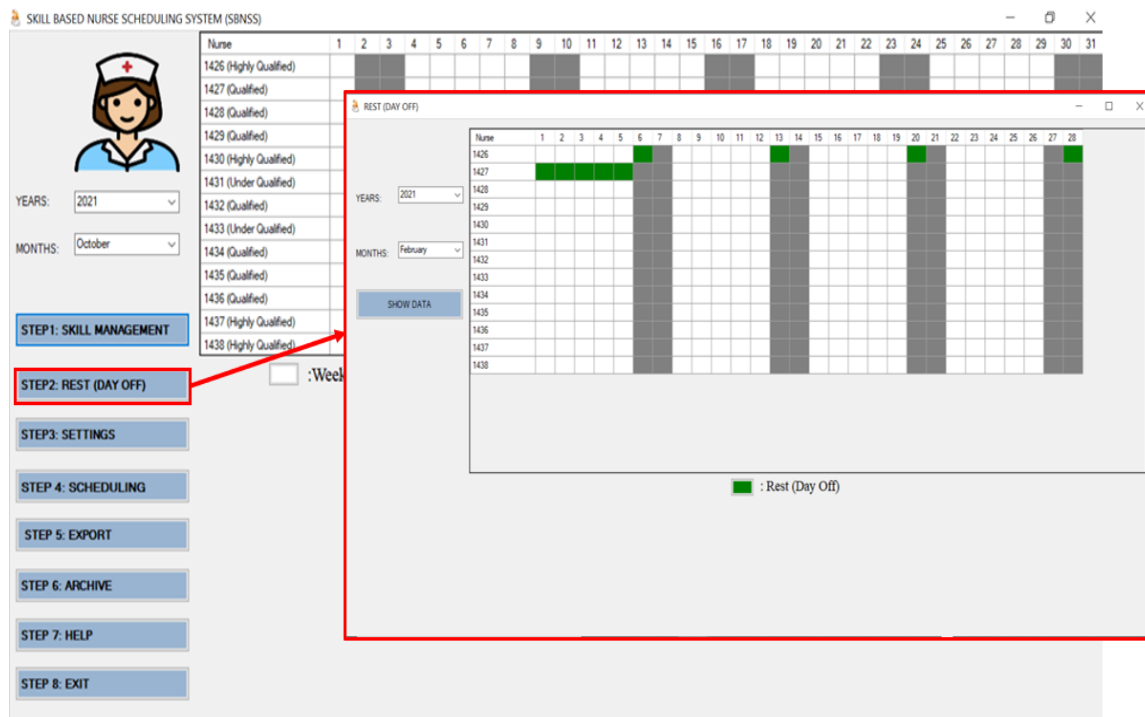 SKILL BASED NURSE SCHEDULING SYSTEM (SBNSS)
Nurse 1 2 3 4 5 6 7 8 9 10 11 12 13 14 15 16 17 18 19 20 21 22 23 24 25 26 27 28 29 30 31
1426 (Highly Qualified)
1427 (Qualified)
1428 (Qualified)
1429 (Qualified)
1430 (Highly Qualified)
1431 (Under Qualified)
1432 (Qualified)
1433 (Under Qualified)
1434 (Qualified)
1435 (Qualified)
1436 (Qualified)
1437 (Highly Qualified)
1438 (Highly Qualified)
:Week
YEARS: 2021
MONTHS: October
STEP1: SKILL MANAGEMENT
STEP2: REST (DAY OFF)
STEP3: SETTINGS
STEP 4: SCHEDULING
STEP 5: EXPORT
STEP 6: ARCHIVE
STEP 7: HELP
STEP 8: EXIT
REST (DAY OFF)
YEARS: 2021
MONTHS: February
SHOW DATA
Nurse 1 2 3 4 5 6 7 8 9 10 11 12 13 14 15 16 17 18 19 20 21 22 23 24 25 26 27 28
1426
1427
1428
1429
1430
1431
1432
1433
1434
1435
1436
1437
1438
: Rest (Day Off)